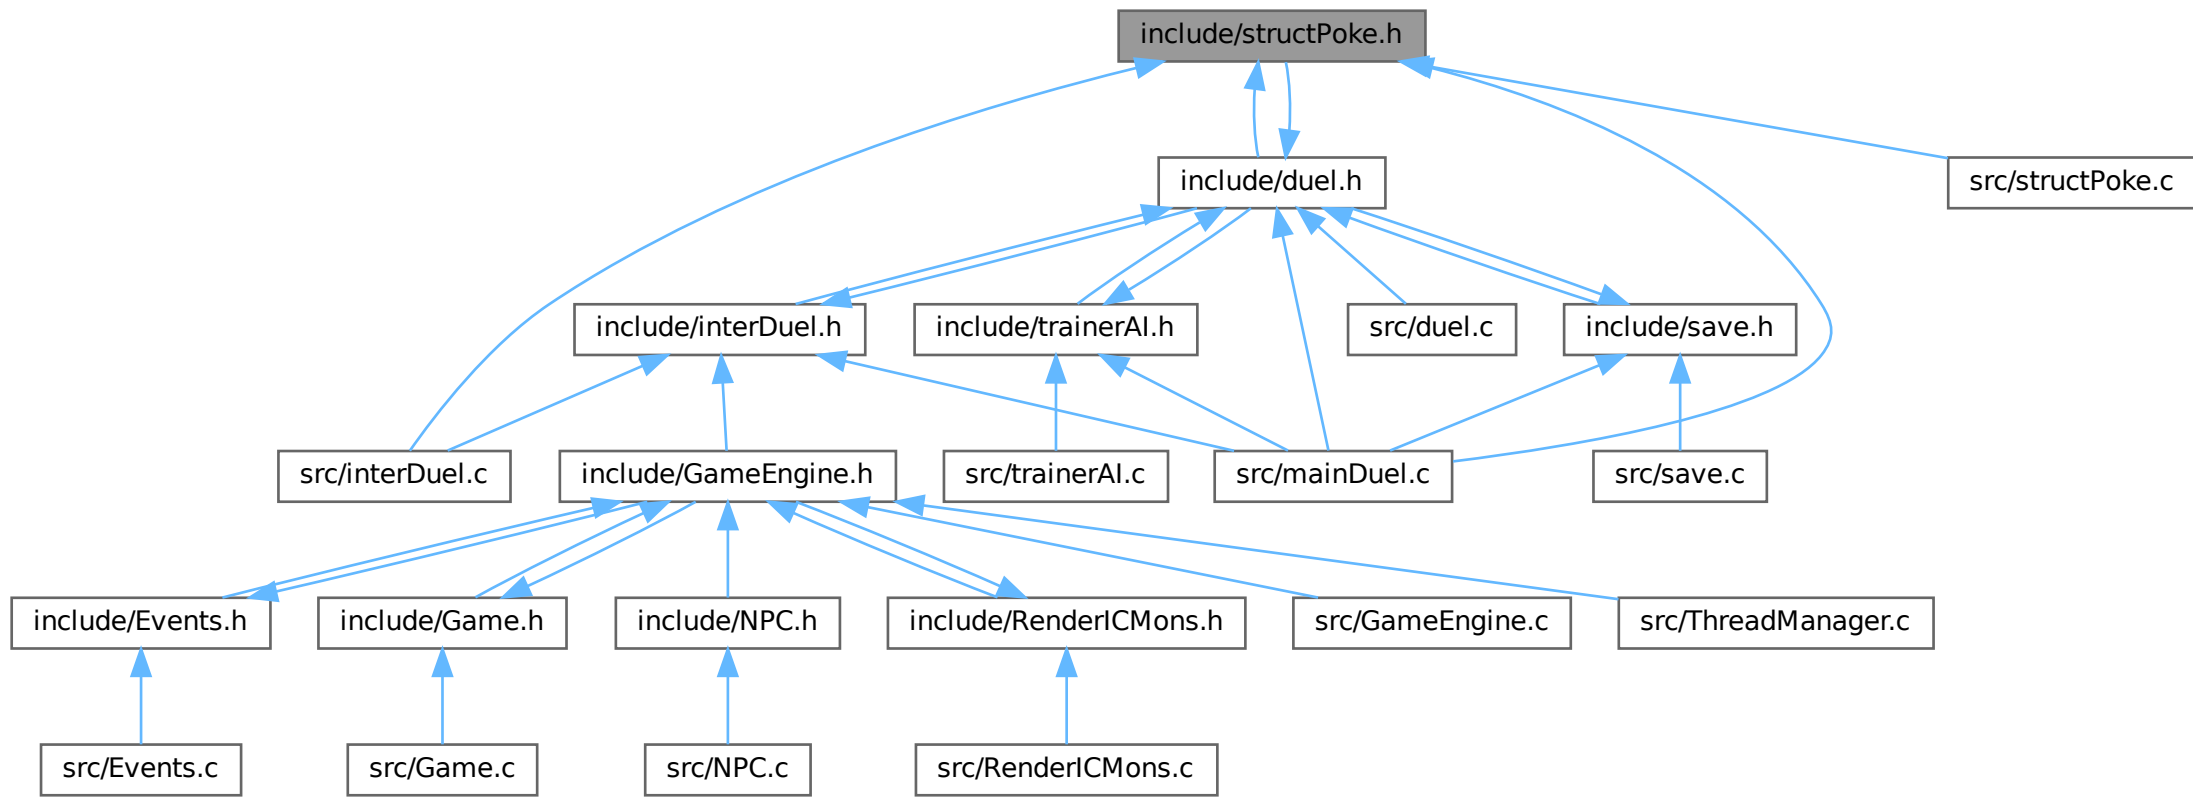 include/structPoke.h
include/duel.h
src/structPoke.c
include/interDuel.h
include/trainerAI.h
src/duel.c
include/save.h
src/interDuel.c
include/GameEngine.h
src/trainerAI.c
src/mainDuel.c
src/save.c
include/Events.h
include/Game.h
include/NPC.h
include/RenderICMons.h
src/GameEngine.c
src/ThreadManager.c
src/Events.c
src/Game.c
src/NPC.c
src/RenderICMons.c